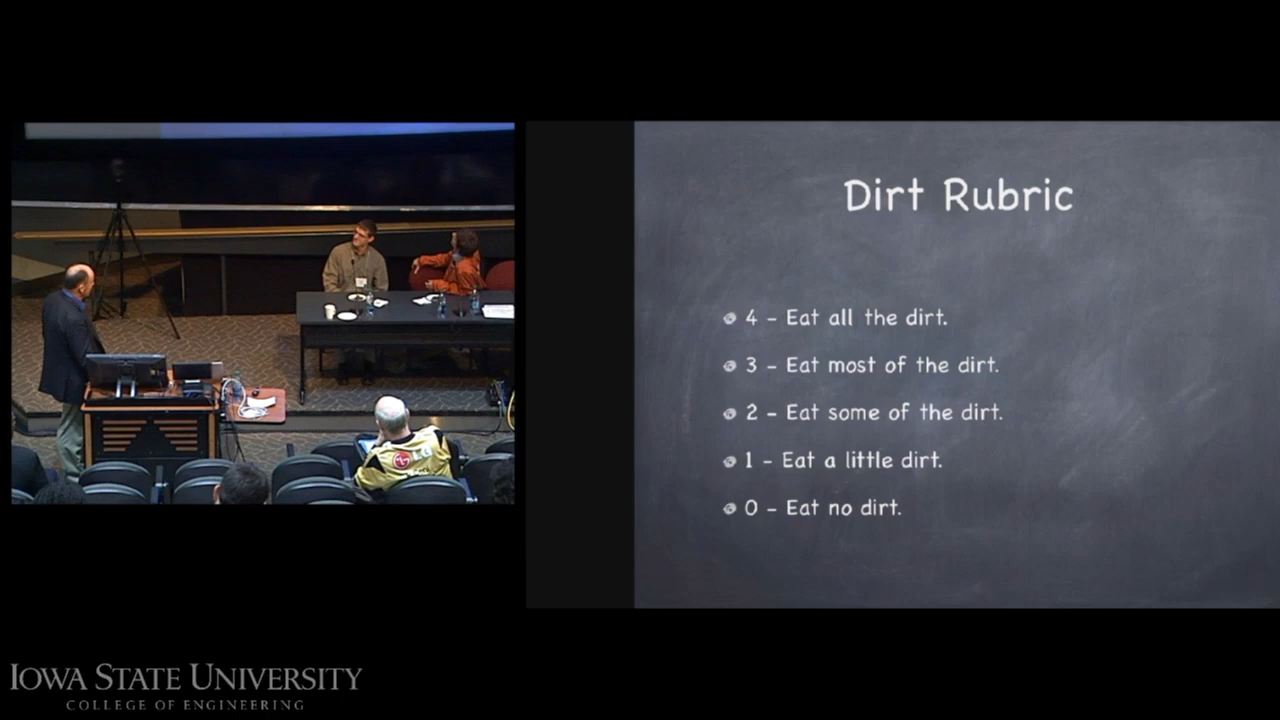 Dirt Rubric
4 - Eat all the dirt.
3 - Eat most of the dirt.
2 - Eat some of the dirt.
1 - Eat a little dirt.
0 - Eat no dirt.
LG
IOWA STATE UNIVERSITY
COLLEGE OF ENGINEERING